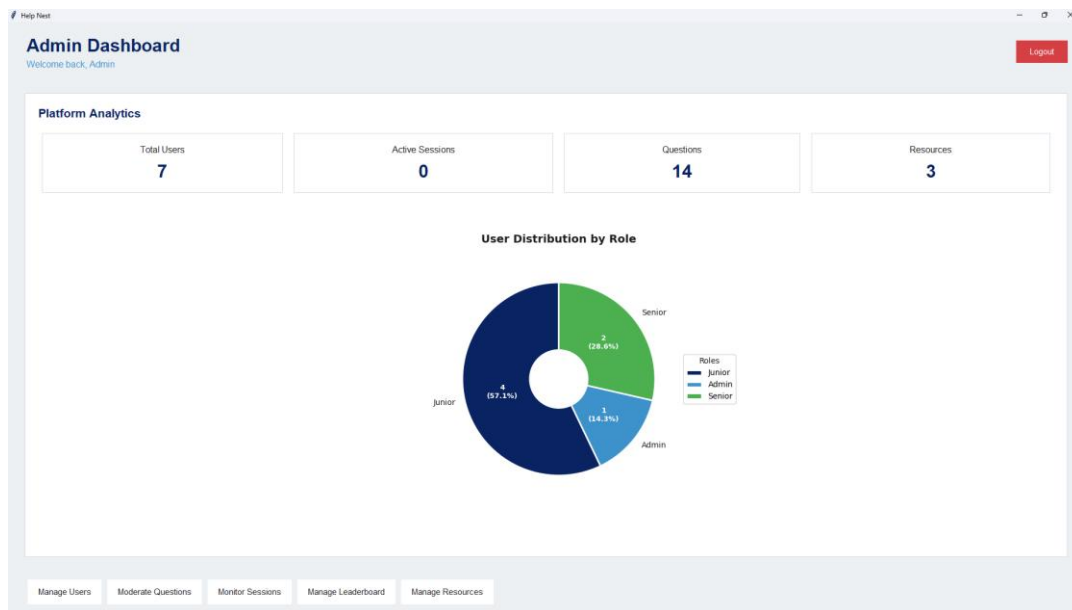 Help Nest
Admin Dashboard
Logout
Welcome back, Admin
Platform Analytics
Total Users
7
Active Sessions
0
Questions
14
Resources
3
User Distribution by Role
Senior
2
(28.6%)
Roles
Junior
Admin
Senior
4
(57.1%)
Junior
1
(14.3%)
Admin
Manage Users
Moderate Questions
Monitor Sessions
Manage Leaderboard
Manage Resources